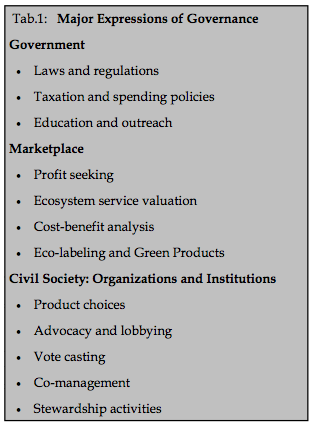 Tab.1: Major Expressions of Governance
Government
• Laws and regulations
• Taxation and spending policies
• Education and outreach
Marketplace
• Profit seeking
• Ecosystem service valuation
• Cost-benefit analysis
• Eco-labeling and Green Products
Civil Society: Organizations and Institutions
• Product choices
• Advocacy and lobbying
• Vote casting
• Co-management
• Stewardship activities